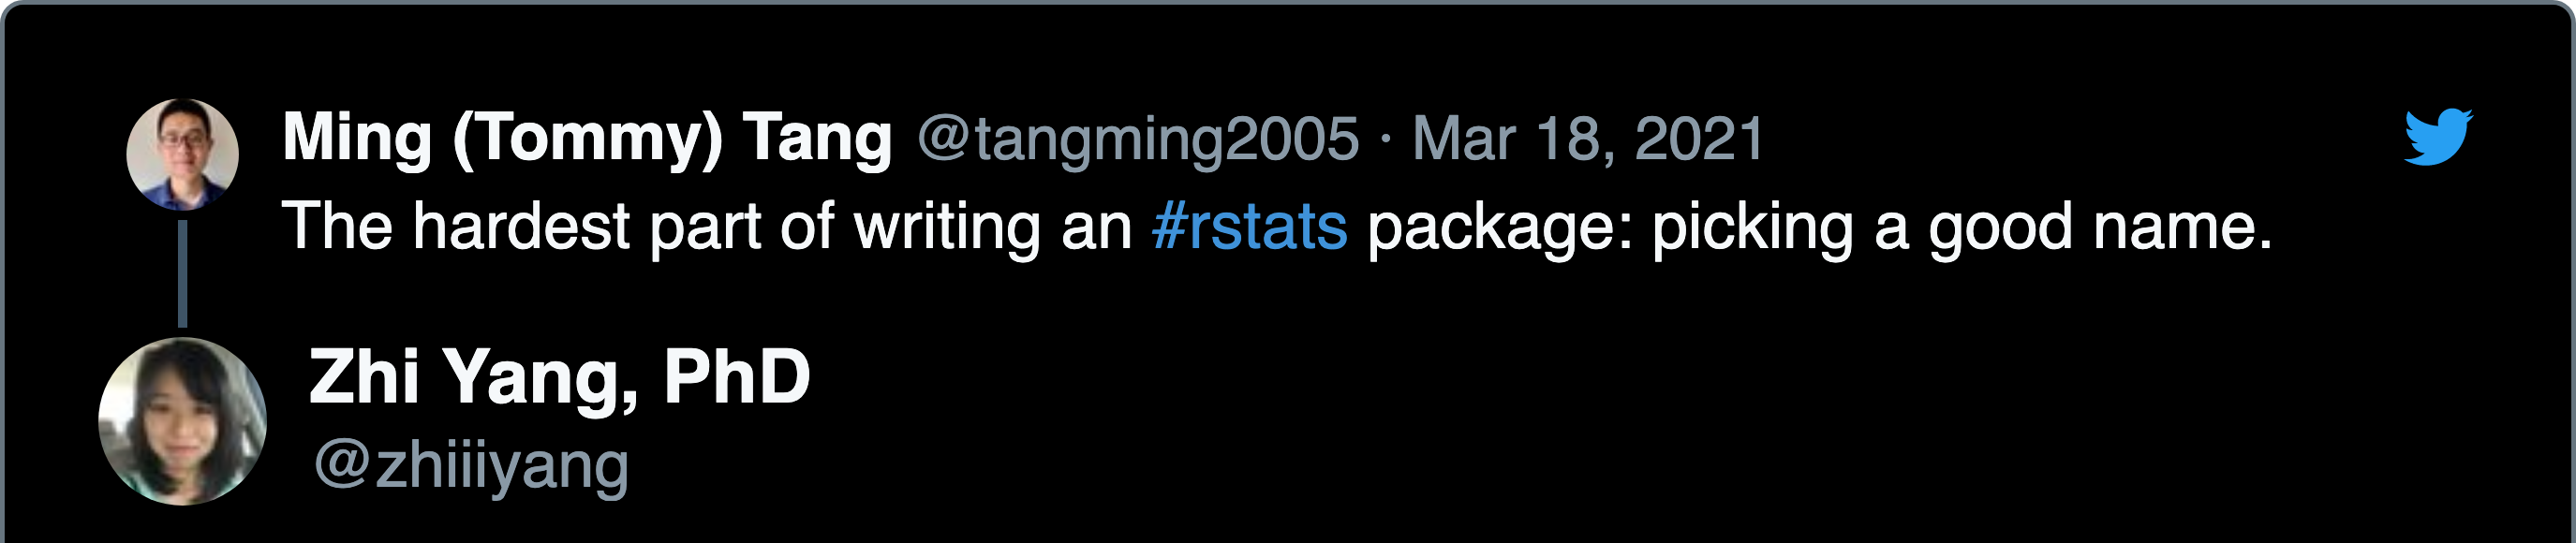 Ming (Tommy) Tang @tangming2005 · Mar 18, 2021
The hardest part of writing an #rstats package: picking a good name.
Zhi Yang, PhD
@zhiiiyang